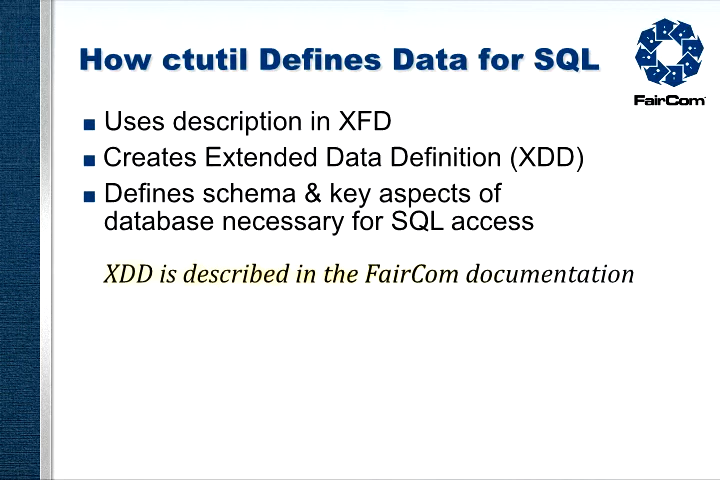 How ctutil Defines Data for SQL
FairCom
■ Uses description in XFD
■ Creates Extended Data Definition (XDD)
■ Defines schema & key aspects of
database necessary for SQL access
XDD is described in the FairCom documentation